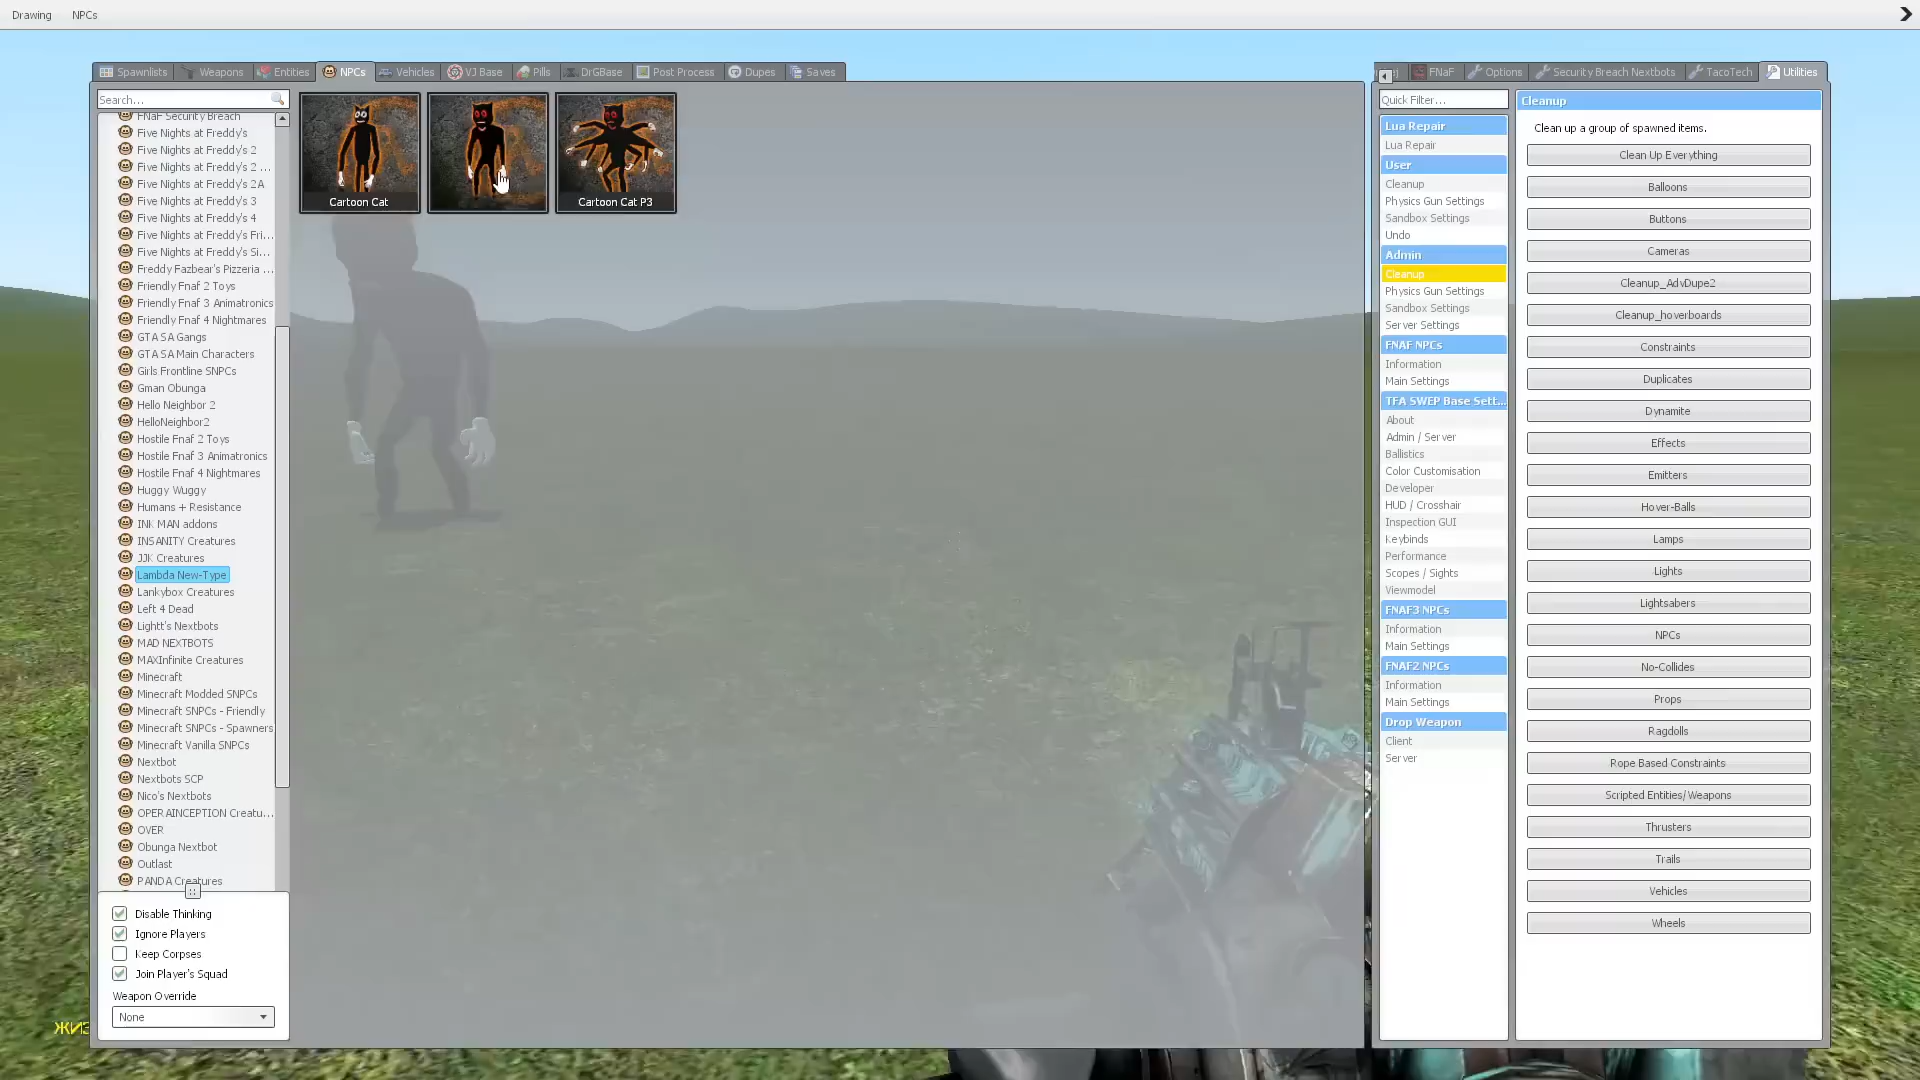 Drawing NPCs
Spawnlists Weapons Entities NPCs Vehicles VJ Base Pills DrGBase Post Process Dupes Saves
FNaF Options Security Breach Nextbots TacoTech Utilities
Search...
FNaF Security Breach
Five Nights at Freddy's
Five Nights at Freddy's 2
Five Nights at Freddy's 2 ...
Five Nights at Freddy's 2A
Five Nights at Freddy's 3
Five Nights at Freddy's 4
Five Nights at Freddy's Fri...
Five Nights at Freddy's Si...
Freddy Fazbear's Pizzeria ...
Friendly Fnaf 2 Toys
Friendly Fnaf 3 Animatronics
Friendly Fnaf 4 Nightmares
GTA SA Gangs
GTA SA Main Characters
Girls Frontline SNPCs
Gman Obunga
Hello Neighbor 2
HelloNeighbor2
Hostile Fnaf 2 Toys
Hostile Fnaf 3 Animatronics
Hostile Fnaf 4 Nightmares
Huggy Wuggy
Humans + Resistance
INK MAN addons
INSANITY Creatures
JJK Creatures
Lambda New-Type
Lankybox Creatures
Left 4 Dead
Lightt's Nextbots
MAD NEXTBOTS
MAXInfinite Creatures
Minecraft
Minecraft Modded SNPCs
Minecraft SNPCs - Friendly
Minecraft SNPCs - Spawners
Minecraft Vanilla SNPCs
Nextbot
Nextbots SCP
Nico's Nextbots
OPERAINCEPTION Creatu...
OVER
Obunga Nextbot
Outlast
PANDA Creatures
Disable Thinking
Ignore Players
Keep Corpses
Join Player's Squad
Weapon Override
None
ЖИЗ
Cartoon Cat
Cartoon Cat P3
Quick Filter...
Lua Repair
Lua Repair
User
Cleanup
Physics Gun Settings
Sandbox Settings
Undo
Admin
Cleanup
Physics Gun Settings
Sandbox Settings
Server Settings
FNAF NPCs
Information
Main Settings
TFA SWEP Base Sett...
About
Admin / Server
Ballistics
Color Customisation
Developer
HUD / Crosshair
Inspection GUI
Keybinds
Performance
Scopes / Sights
Viewmodel
FNAF3 NPCs
Information
Main Settings
FNAF2 NPCs
Information
Main Settings
Drop Weapon
Client
Server
Cleanup
Clean up a group of spawned items.
Clean Up Everything
Balloons
Buttons
Cameras
Cleanup_AdvDupe2
Cleanup_hoverboards
Constraints
Duplicates
Dynamite
Effects
Emitters
Hover-Balls
Lamps
Lights
Lightsabers
NPCs
No-Collides
Props
Ragdolls
Rope Based Constraints
Scripted Entities/Weapons
Thrusters
Trails
Vehicles
Wheels